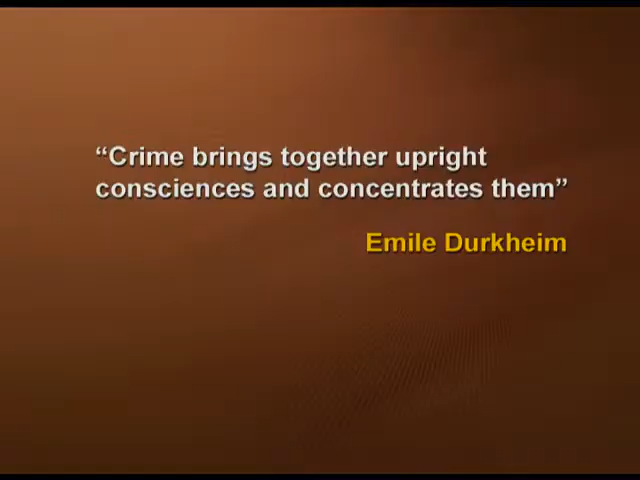 “Crime brings together upright
consciences and concentrates them”
Emile Durkheim